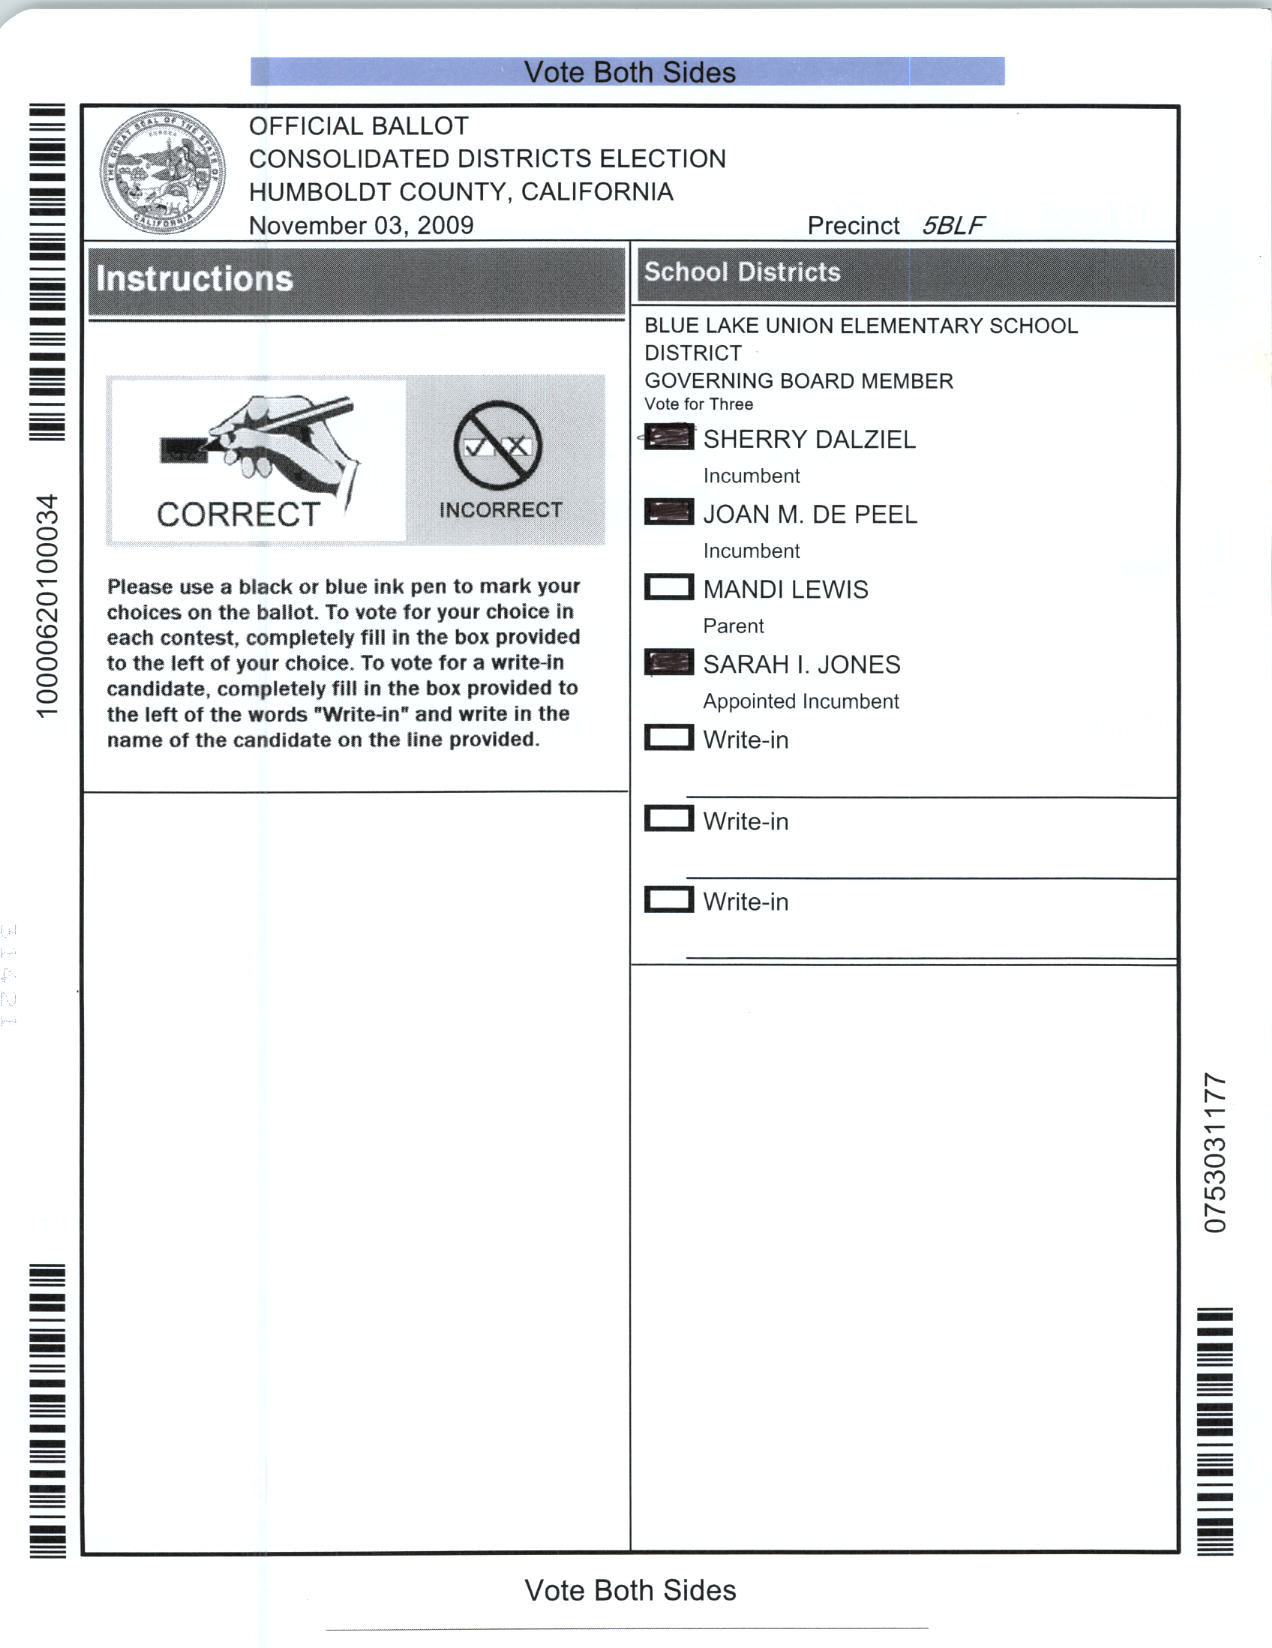 Vote Both Sides
OFFICIAL BALLOT
CONSOLIDATED DISTRICTS ELECTION
HUMBOLDT COUNTY, CALIFORNIA
November 03, 2009 Precinct 5BLF
THE GREAT SEAL OF THE STATE OF CALIFORNIA
EUREKA
Instructions
CORRECT
INCORRECT
Please use a black or blue ink pen to mark your
choices on the ballot. To vote for your choice in
each contest, completely fill in the box provided
to the left of your choice. To vote for a write-in
candidate, completely fill in the box provided to
the left of the words "Write-in" and write in the
name of the candidate on the line provided.
School Districts
BLUE LAKE UNION ELEMENTARY SCHOOL
DISTRICT
GOVERNING BOARD MEMBER
Vote for Three
SHERRY DALZIEL
Incumbent
JOAN M. DE PEEL
Incumbent
MANDI LEWIS
Parent
SARAH I. JONES
Appointed Incumbent
Write-in
Write-in
Write-in
10000620100034
31421
0753031177
Vote Both Sides